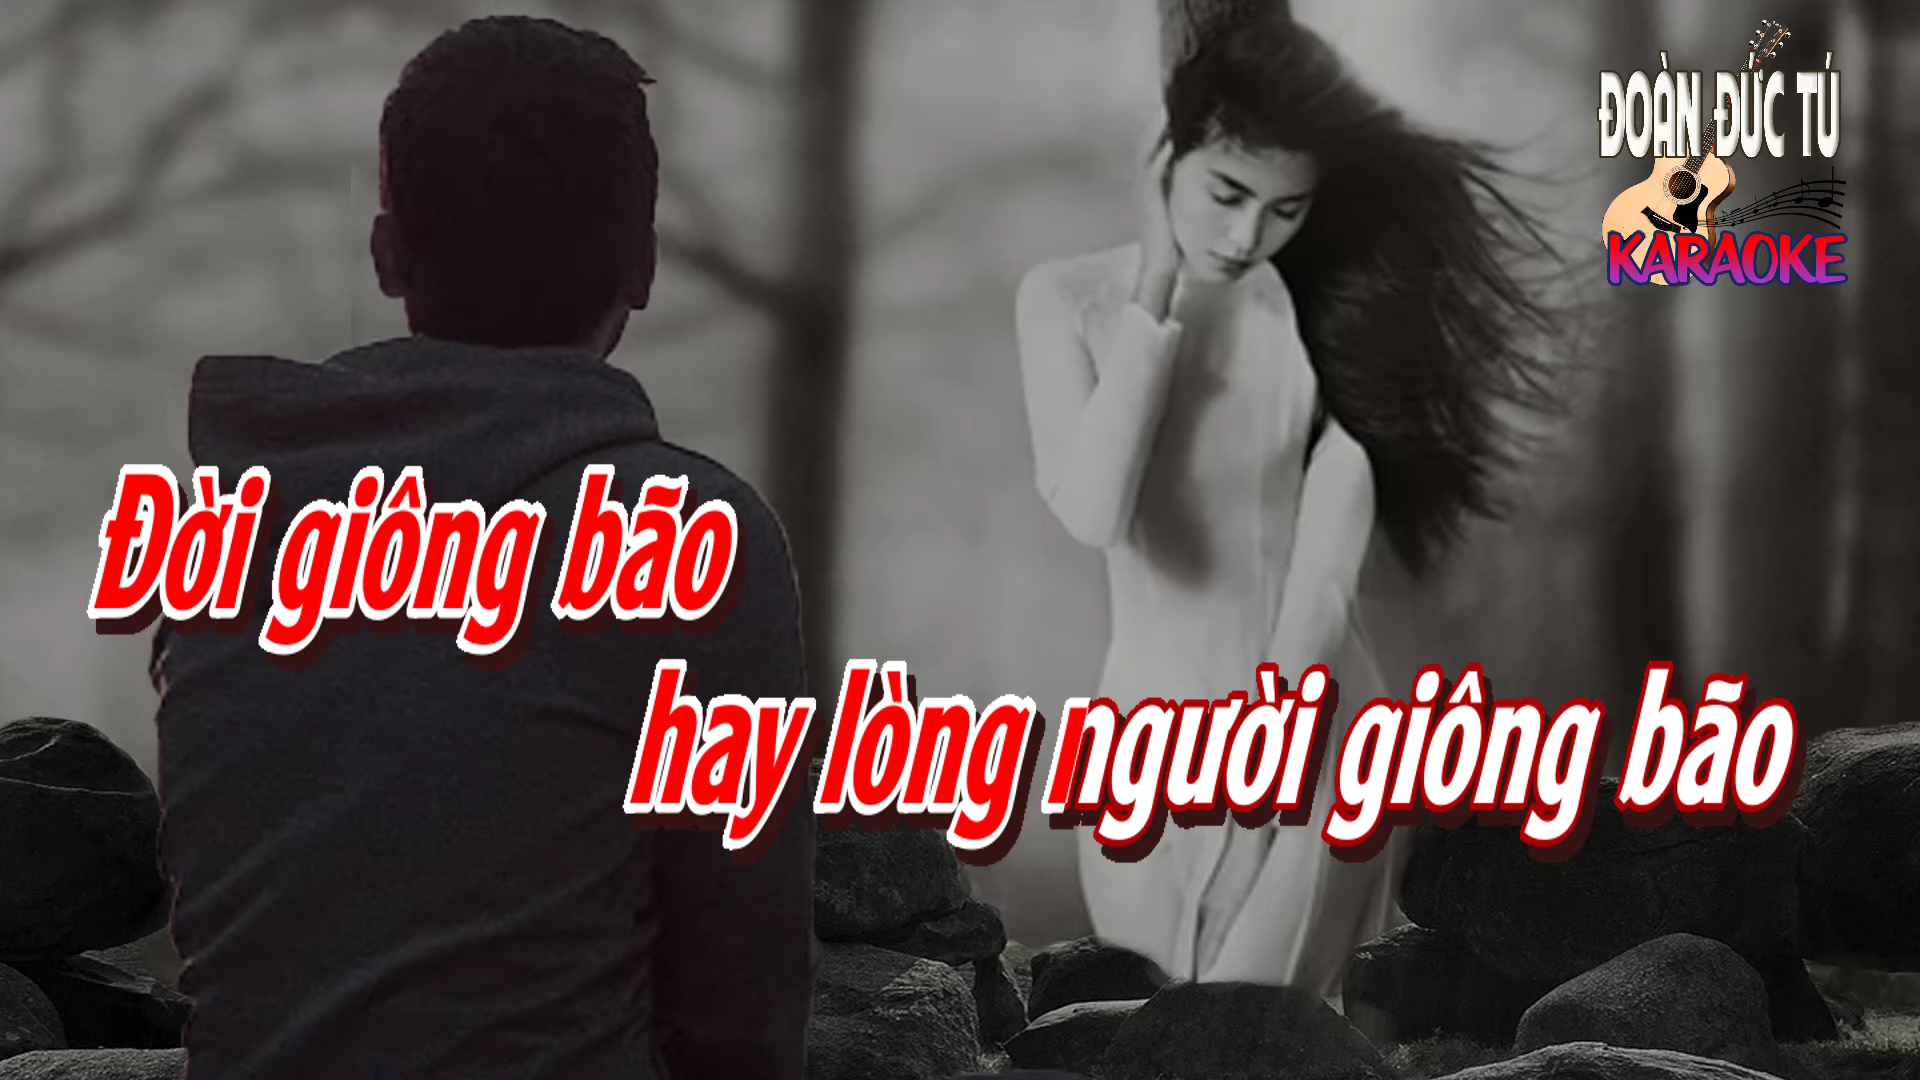 ĐOÀN ĐỨC TÚ
KARAOKE
Đời giông bão
hay lòng người giông bão